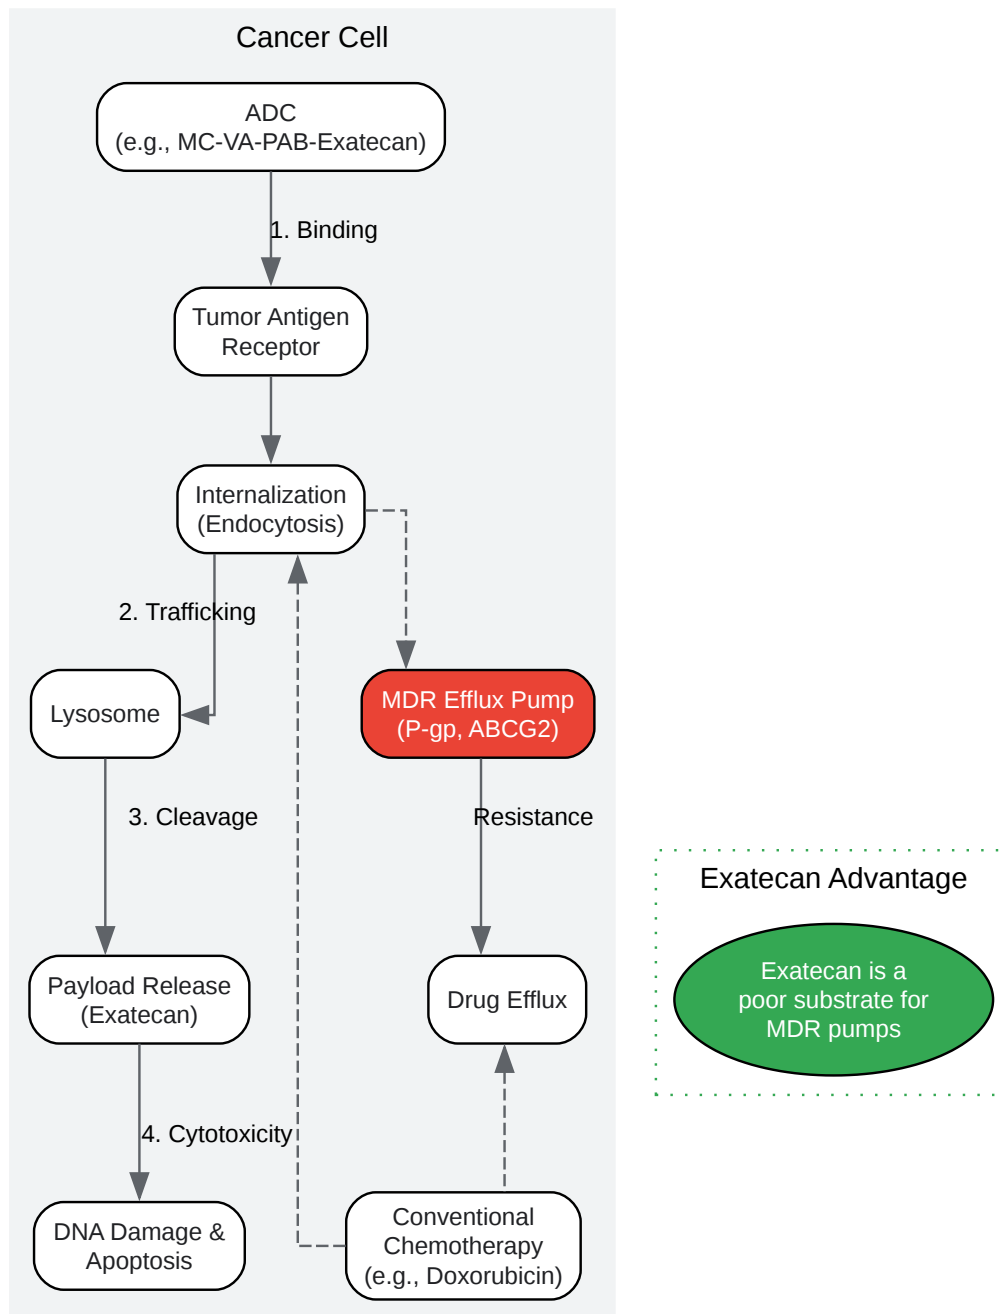 Cancer Cell
ADC
(e.g., MC-VA-PAB-Exatecan)
1. Binding
Tumor Antigen
Receptor
Internalization
(Endocytosis)
2. Trafficking
Lysosome
MDR Efflux Pump
(P-gp, ABCG2)
3. Cleavage
Resistance
Exatecan Advantage
Exatecan is a
poor substrate for
MDR pumps
Payload Release
(Exatecan)
Drug Efflux
4. Cytotoxicity
DNA Damage &
Apoptosis
Conventional
Chemotherapy
(e.g., Doxorubicin)